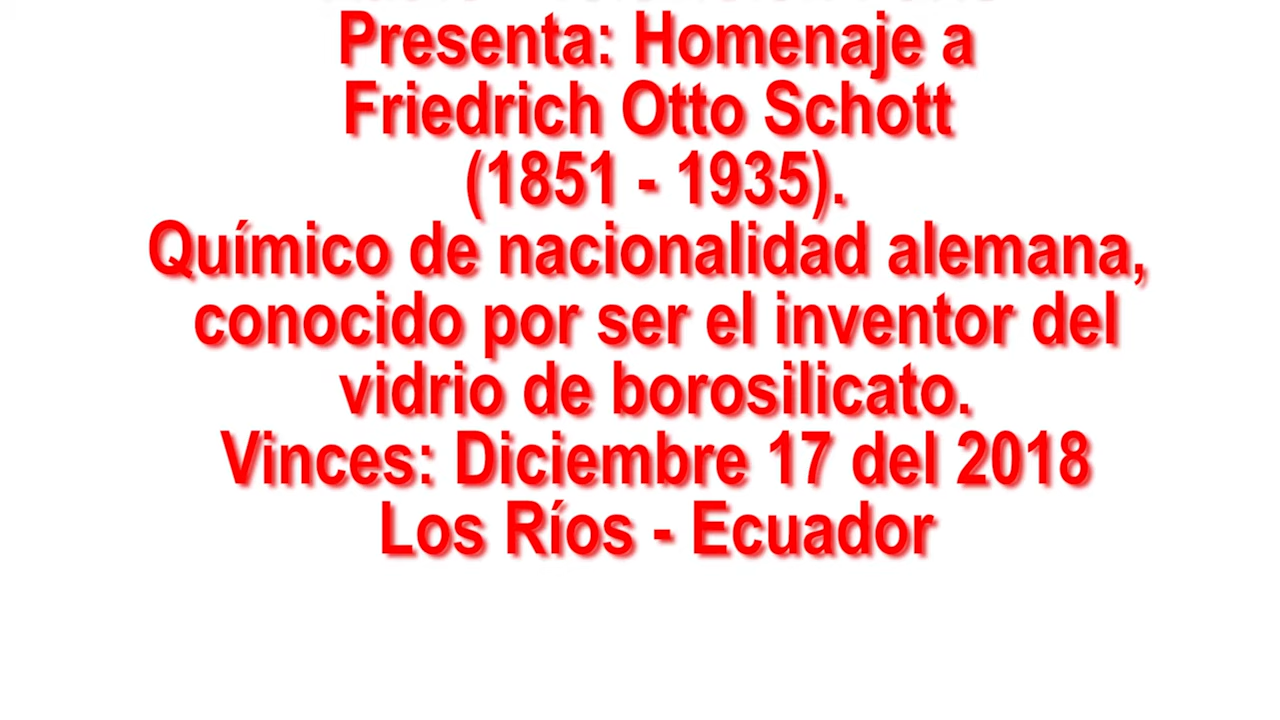 Presenta: Homenaje a
Friedrich Otto Schott
(1851 - 1935).
Químico de nacionalidad alemana,
conocido por ser el inventor del
vidrio de borosilicato.
Vinces: Diciembre 17 del 2018
Los Ríos - Ecuador